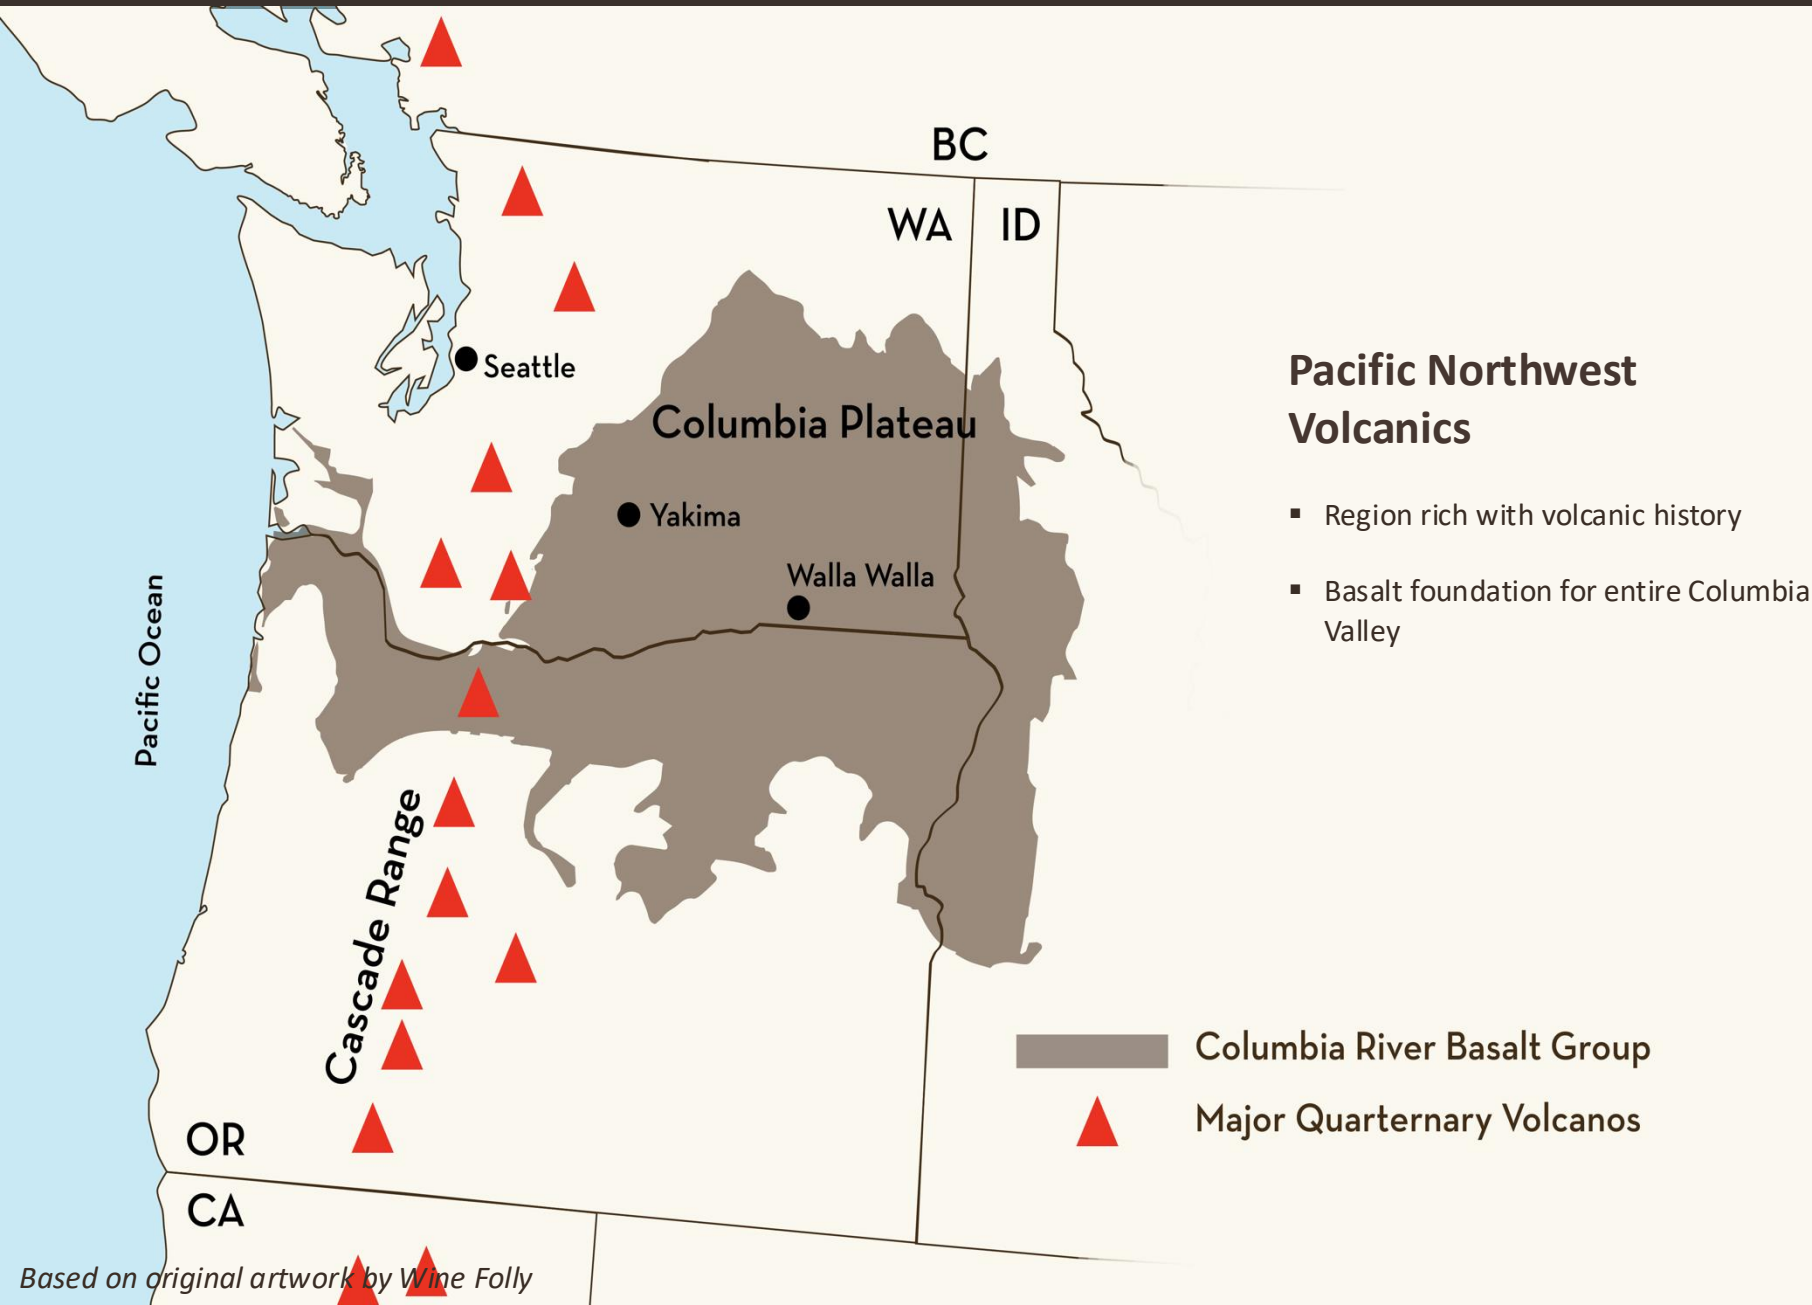 BC
WA
ID
Seattle
Columbia Plateau
Yakima
Walla Walla
Pacific Ocean
Cascade Range
OR
CA
Pacific Northwest
Volcanics
▪ Region rich with volcanic history
▪ Basalt foundation for entire Columbia
Valley
Columbia River Basalt Group
Major Quarternary Volcanos
Based on original artwork by Wine Folly